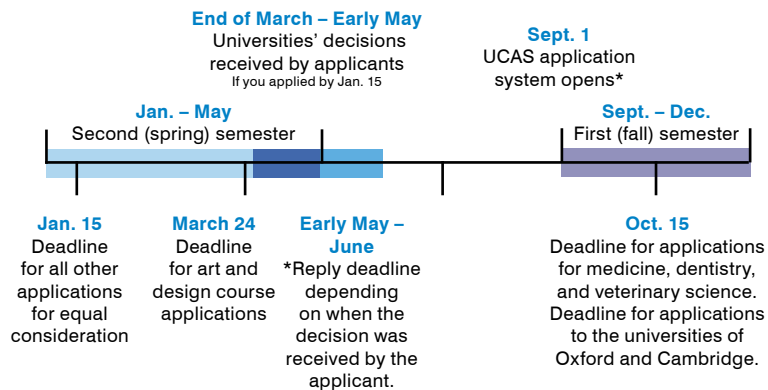 End of March – Early May
Universities’ decisions
received by applicants
If you applied by Jan. 15
Sept. 1
UCAS application
system opens*
Jan. – May
Second (spring) semester
Sept. – Dec.
First (fall) semester
Jan. 15
Deadline
for all other
applications
for equal
consideration
March 24
Deadline
for art and
design course
applications
Early May –
June
*Reply deadline
depending
on when the
decision was
received by the
applicant.
Oct. 15
Deadline for applications
for medicine, dentistry,
and veterinary science.
Deadline for applications
to the universities of
Oxford and Cambridge.